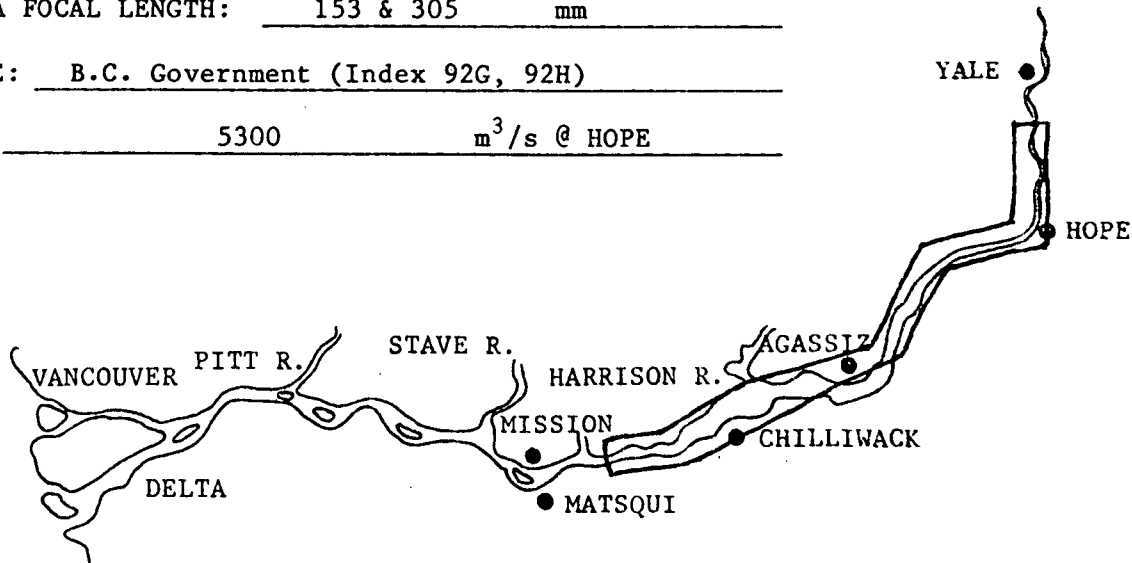 A FOCAL LENGTH: 153 & 305 mm
E: B.C. Government (Index 92G, 92H)
5300 m³/s @ HOPE
YALE
HOPE
AGASSIZ
STAVE R.
PITT R.
VANCOUVER
HARRISON R.
MISSION
CHILLIWACK
DELTA
MATSQUI